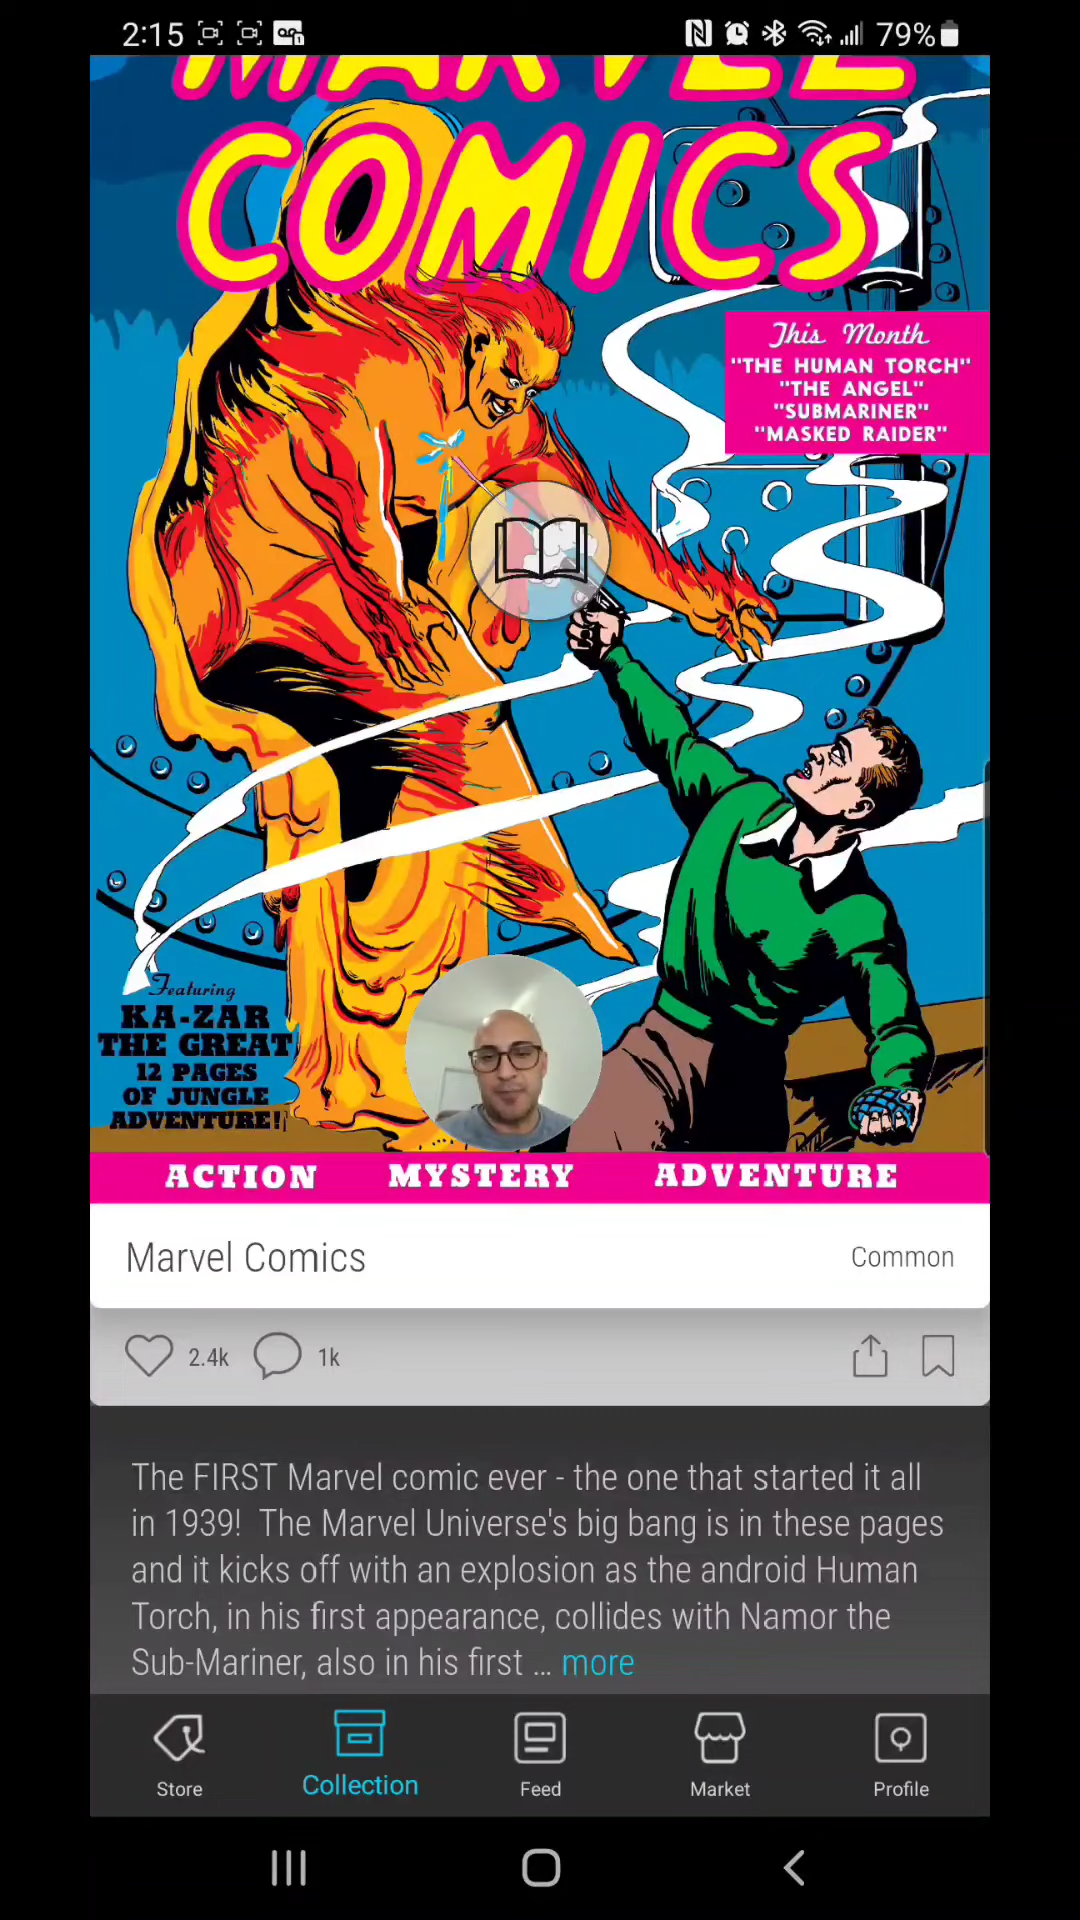 2:15
79%
MARVEL
COMICS
This Month
"THE HUMAN TORCH"
"THE ANGEL"
"SUBMARINER"
"MASKED RAIDER"
Featuring
KA-ZAR
THE GREAT
12 PAGES
OF JUNGLE
ADVENTURE!
ACTION MYSTERY ADVENTURE
Marvel Comics Common
2.4k 1k
The FIRST Marvel comic ever - the one that started it all
in 1939! The Marvel Universe's big bang is in these pages
and it kicks off with an explosion as the android Human
Torch, in his first appearance, collides with Namor the
Sub-Mariner, also in his first ... more
Store Collection Feed Market Profile